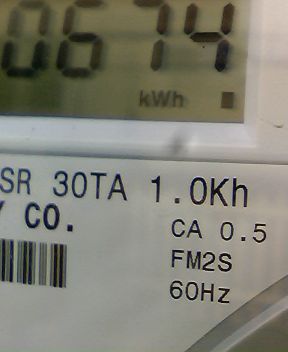 0674
kWh
SR 30TA 1.0Kh
Y CO.
CA 0.5
FM2S
60Hz